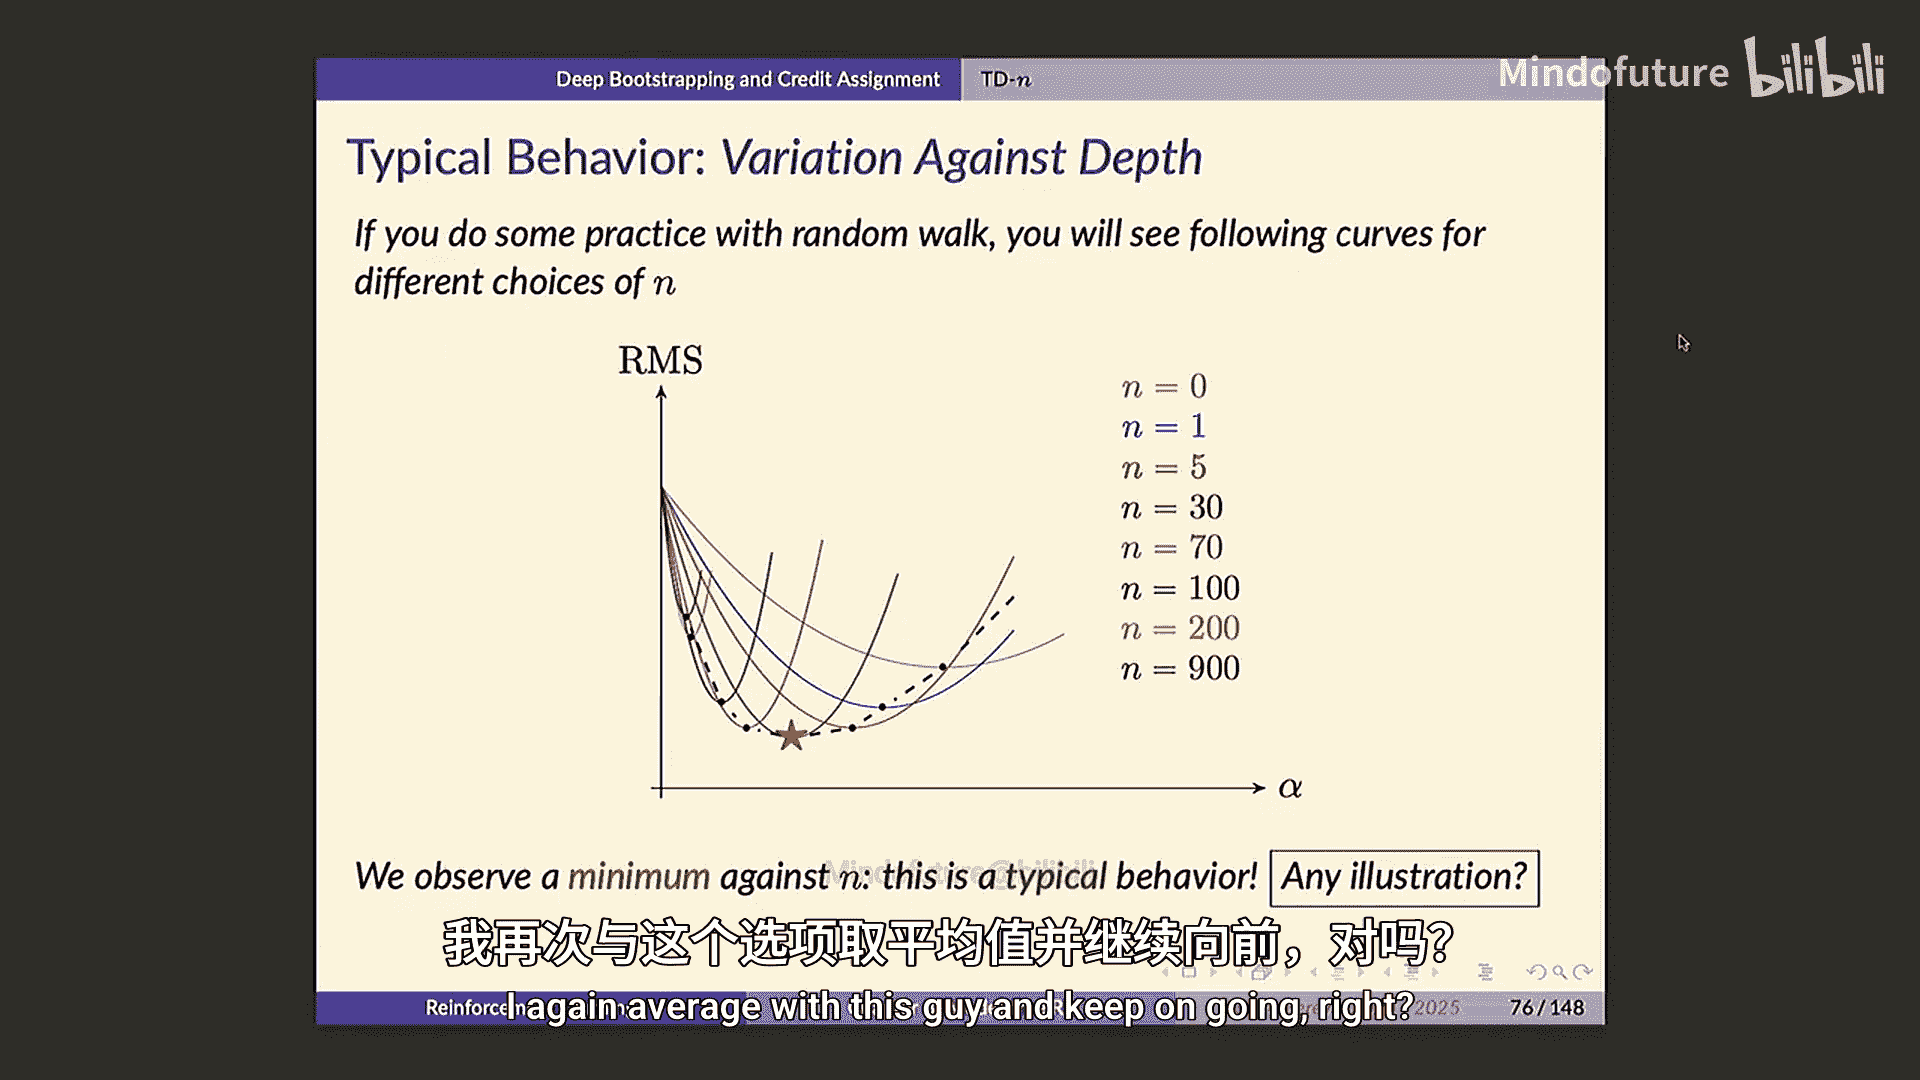 Mindofuture bilibili
Deep Bootstrapping and Credit Assignment TD-n
Typical Behavior: Variation Against Depth
If you do some practice with random walk, you will see following curves for
different choices of n
RMS
n = 0
n = 1
n = 5
n = 30
n = 70
n = 100
n = 200
n = 900
α
We observe a minimum against n: this is a typical behavior! Any illustration?
Mindofuture@bilibili
我再次与这个选项取平均值并继续向前，对吗？
I again average with this guy and keep on going, right?
2025 76 / 148